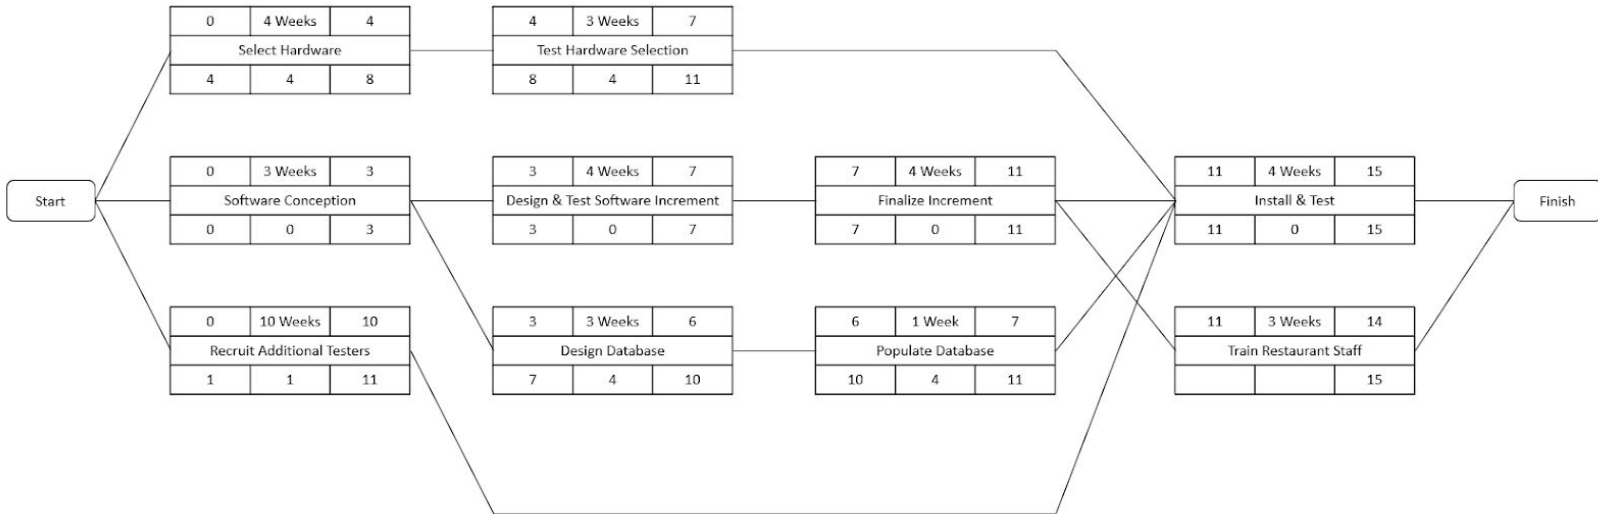 0 4 Weeks 4
Select Hardware
4 4 8
4 3 Weeks 7
Test Hardware Selection
8 4 11
Start
0 3 Weeks 3
Software Conception
0 0 3
3 4 Weeks 7
Design & Test Software Increment
3 0 7
7 4 Weeks 11
Finalize Increment
7 0 11
11 4 Weeks 15
Install & Test
11 0 15
Finish
0 10 Weeks 10
Recruit Additional Testers
1 1 11
3 3 Weeks 6
Design Database
7 4 10
6 1 Week 7
Populate Database
10 4 11
11 3 Weeks 14
Train Restaurant Staff
15